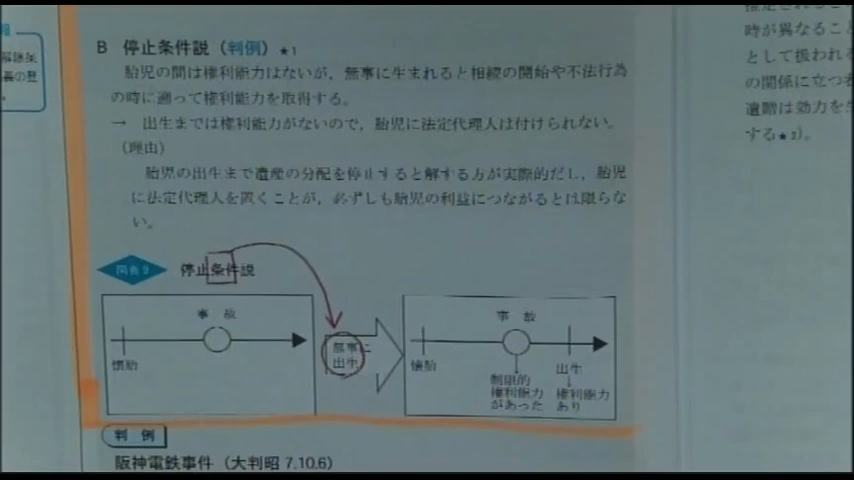 B 停止条件説（判例）★1
胎児の間は権利能力はないが，無事に生まれると相続の開始や不法行為
の時に遡って権利能力を取得する。
→ 出生までは権利能力がないので，胎児に法定代理人は付けられない。
（理由）
胎児の出生まで遺産の分配を停止すると解する方が実際的だし，胎児
に法定代理人を置くことが，必ずしも胎児の利益につながるとは限らな
い。
停止条件説
事 故
懐胎
無事に
出生
事 故
懐胎
制限的
権利能力
があった
出生
↓
権利能力
あり
判 例
阪神電鉄事件（大判昭7.10.6）
時が異なること
として扱われる
の関係に立つ者
遺贈は効力を生
する★2)。